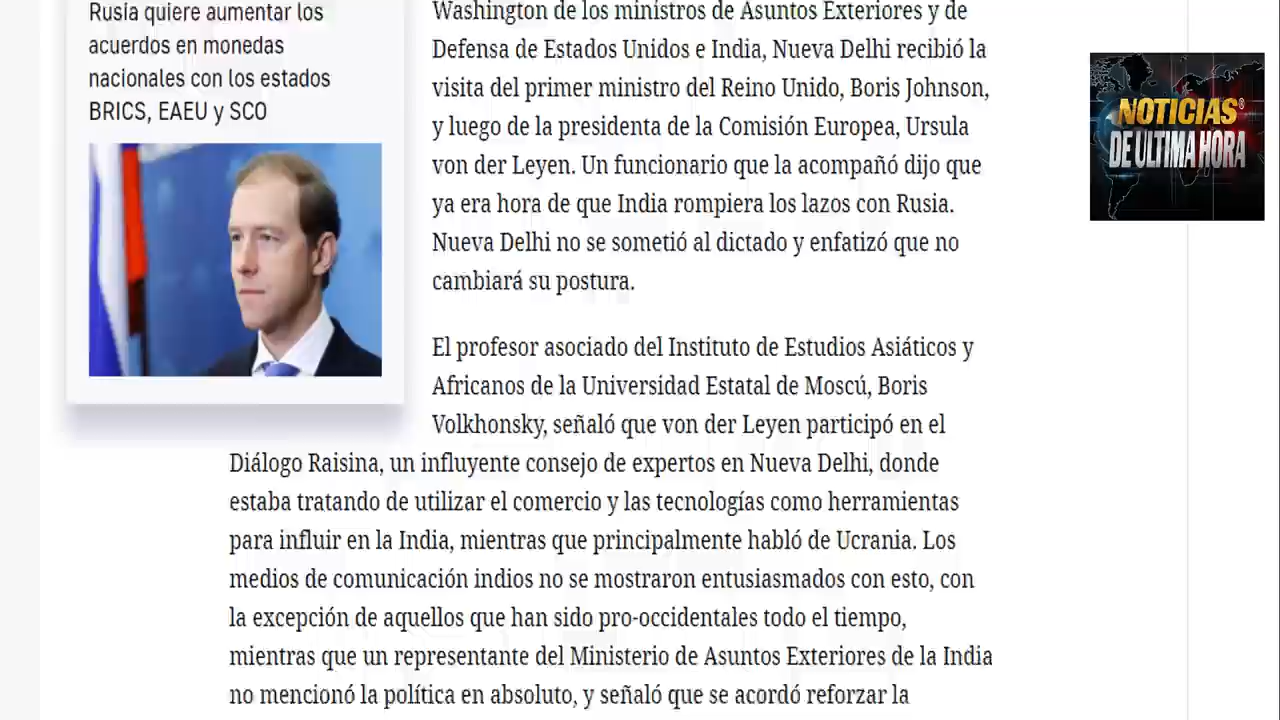 Rusia quiere aumentar los
acuerdos en monedas
nacionales con los estados
BRICS, EAEU y SCO
Washington de los ministros de Asuntos Exteriores y de
Defensa de Estados Unidos e India, Nueva Delhi recibió la
visita del primer ministro del Reino Unido, Boris Johnson,
y luego de la presidenta de la Comisión Europea, Ursula
von der Leyen. Un funcionario que la acompañó dijo que
ya era hora de que India rompiera los lazos con Rusia.
Nueva Delhi no se sometió al dictado y enfatizó que no
cambiará su postura.
El profesor asociado del Instituto de Estudios Asiáticos y
Africanos de la Universidad Estatal de Moscú, Boris
Volkhonsky, señaló que von der Leyen participó en el
Diálogo Raisina, un influyente consejo de expertos en Nueva Delhi, donde
estaba tratando de utilizar el comercio y las tecnologías como herramientas
para influir en la India, mientras que principalmente habló de Ucrania. Los
medios de comunicación indios no se mostraron entusiasmados con esto, con
la excepción de aquellos que han sido pro-occidentales todo el tiempo,
mientras que un representante del Ministerio de Asuntos Exteriores de la India
no mencionó la política en absoluto, y señaló que se acordó reforzar la
NOTICIAS®
DE ULTIMA HORA